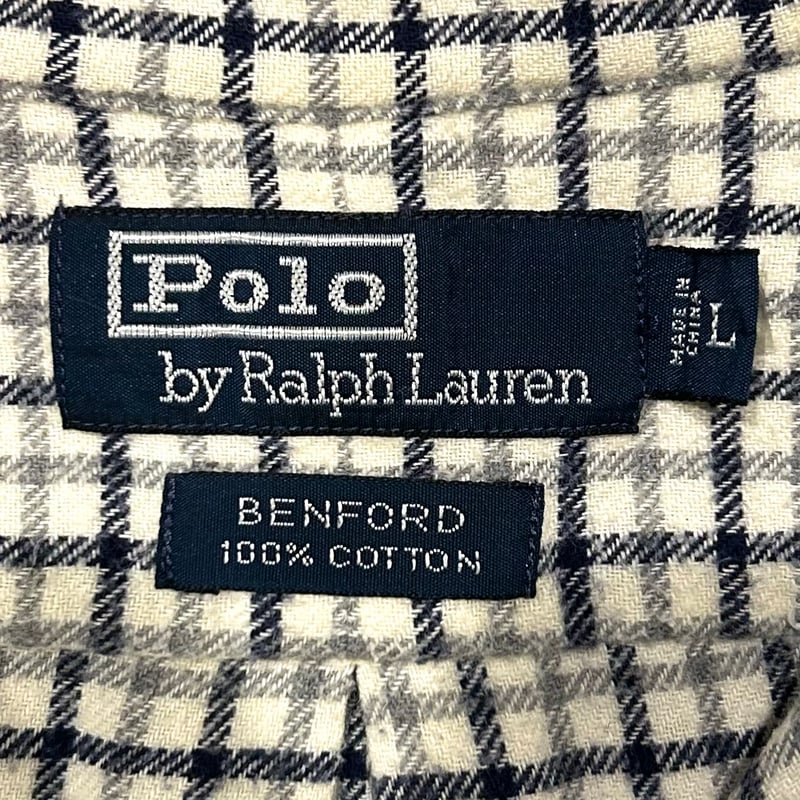 Polo
by Ralph Lauren
MADE IN
CHINA
L
BENFORD
100% COTTON